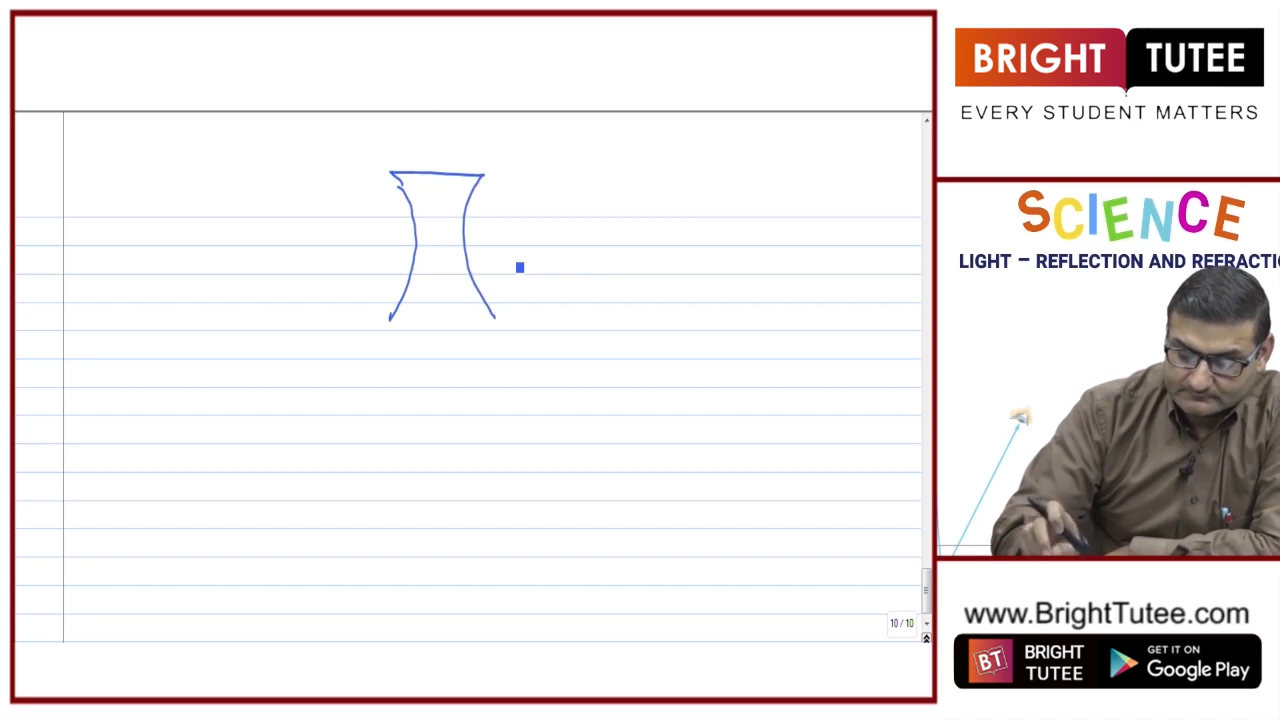 BRIGHT TUTEE
EVERY STUDENT MATTERS
SCIENCE
LIGHT – REFLECTION AND REFRACTI
10 / 10
www.BrightTutee.com
BT
BRIGHT
TUTEE
GET IT ON
Google Play